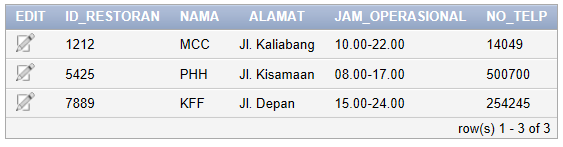 EDIT ID_RESTORAN NAMA ALAMAT JAM_OPERASIONAL NO_TELP
1212 MCC Jl. Kaliabang 10.00-22.00 14049
5425 PHH Jl. Kisamaan 08.00-17.00 500700
7889 KFF Jl. Depan 15.00-24.00 254245
row(s) 1 - 3 of 3